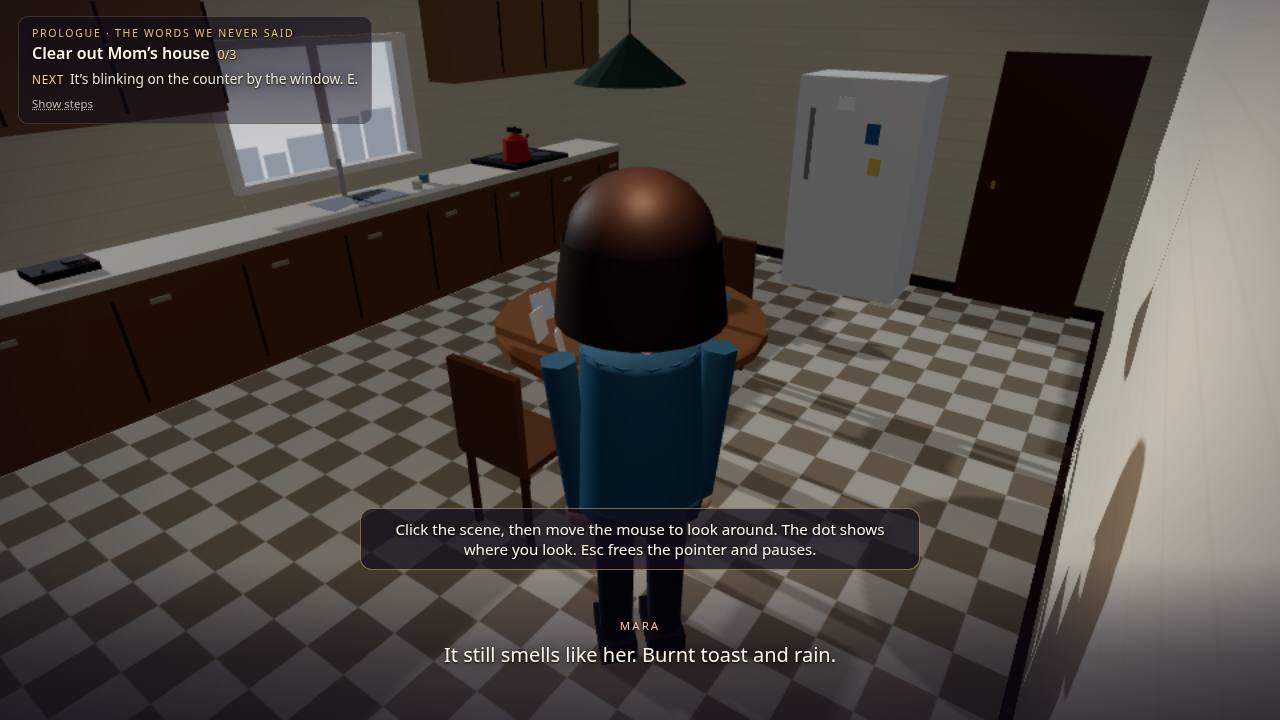 PROLOGUE · THE WORDS WE NEVER SAID
Clear out Mom’s house 0/3
NEXT It’s blinking on the counter by the window. E.
Show steps
Click the scene, then move the mouse to look around. The dot shows
where you look. Esc frees the pointer and pauses.
MARA
It still smells like her. Burnt toast and rain.